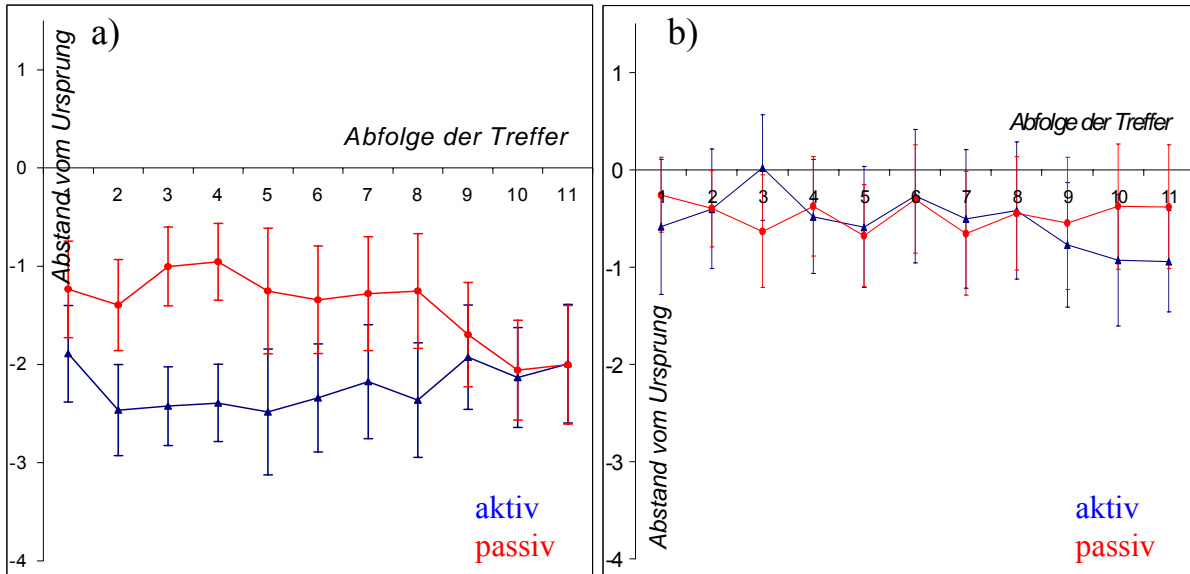 a)
Abstand vom Ursprung
Abfolge der Treffer
1
0
-1
-2
-3
-4
2 3 4 5 6 7 8 9 10 11
aktiv
passiv
b)
Abfolge der Treffer
1
0
-1
-2
-3
-4
1 2 3 4 5 6 7 8 9 10 11
Abstand vom Ursprung
aktiv
passiv